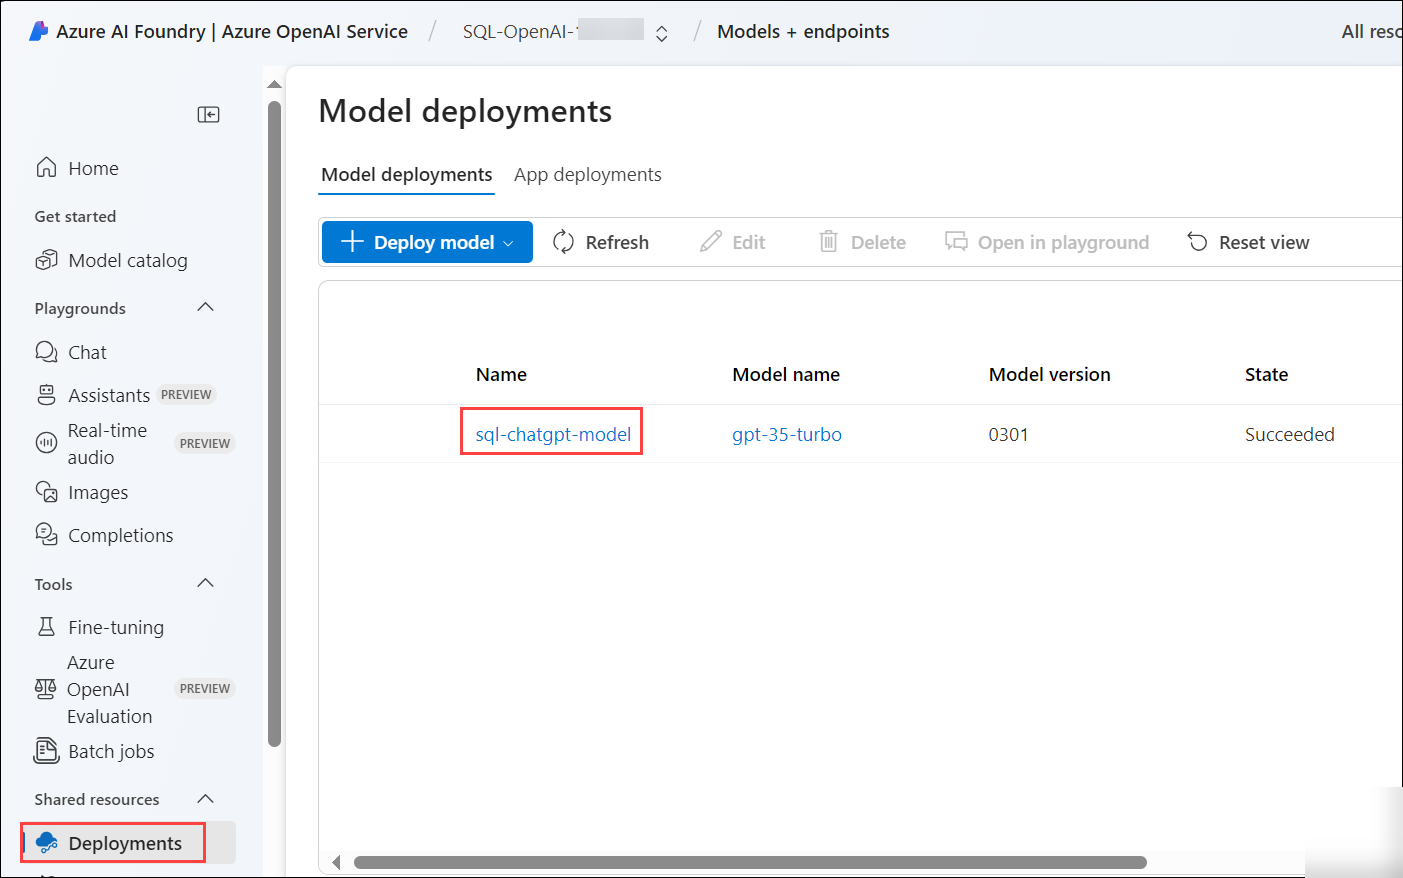 Azure AI Foundry | Azure OpenAI Service / SQL-OpenAI- / Models + endpoints All reso
Home
Get started
Model catalog
Playgrounds
Chat
Assistants PREVIEW
Real-time
audio
PREVIEW
Images
Completions
Tools
Fine-tuning
Azure
OpenAI
Evaluation
PREVIEW
Batch jobs
Shared resources
Deployments
Model deployments
Model deployments App deployments
Deploy model Refresh Edit Delete Open in playground Reset view
Name Model name Model version State
sql-chatgpt-model gpt-35-turbo 0301 Succeeded